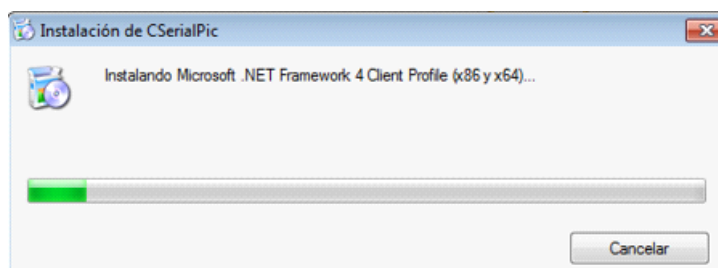 Instalación de CSerialPic
Instalando Microsoft .NET Framework 4 Client Profile (x86 y x64)...
Cancelar